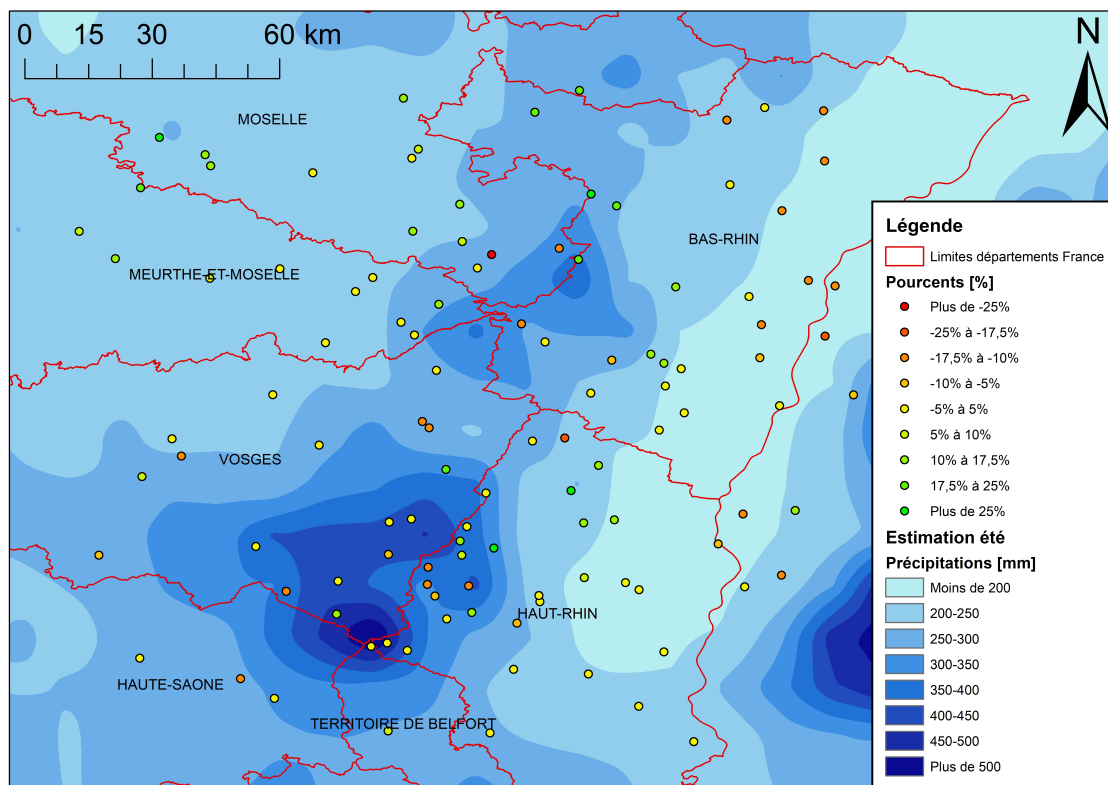 0 15 30 60 km
N
MOSELLE
BAS-RHIN
MEURTHE-ET-MOSELLE
VOSGES
HAUT-RHIN
HAUTE-SAONE
TERRITOIRE DE BELFORT
Légende
Limites départements France
Pourcents [%]
Plus de -25%
-25% à -17,5%
-17,5% à -10%
-10% à -5%
-5% à 5%
5% à 10%
10% à 17,5%
17,5% à 25%
Plus de 25%
Estimation été
Précipitations [mm]
Moins de 200
200-250
250-300
300-350
350-400
400-450
450-500
Plus de 500